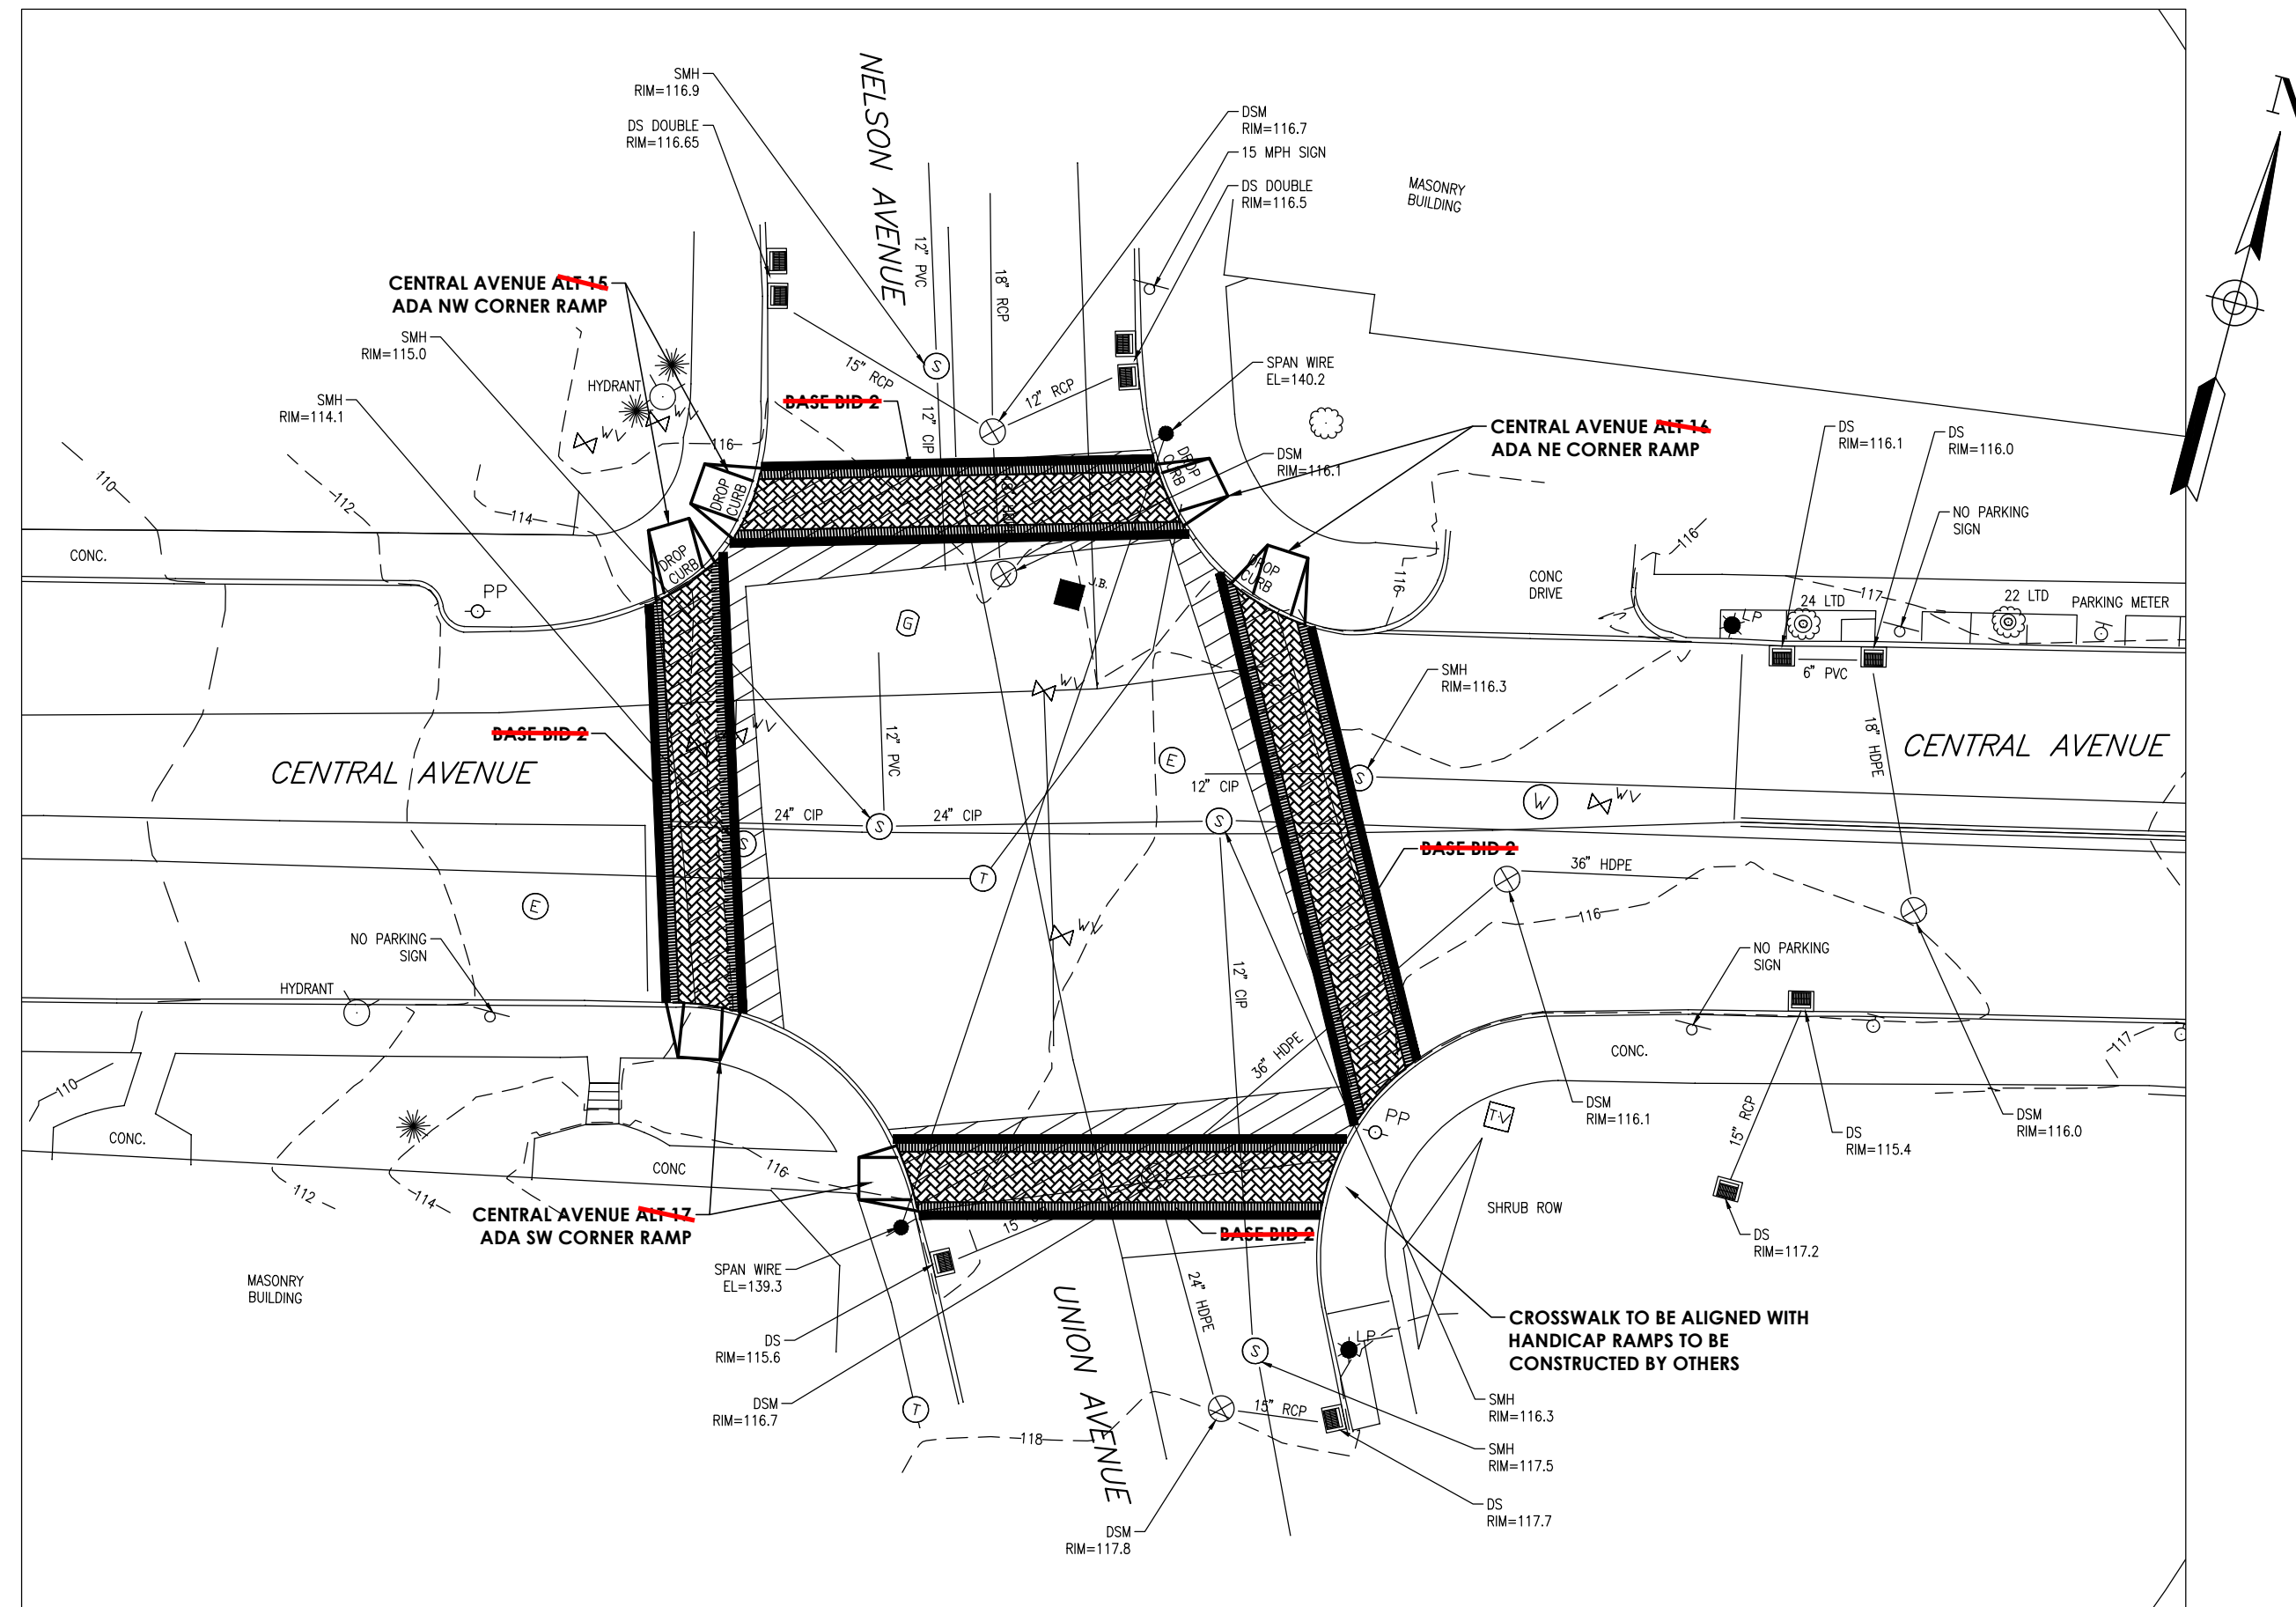 N
NELSON AVENUE
SMH
RIM=116.9
DS DOUBLE
RIM=116.65
DSM
RIM=116.7
15 MPH SIGN
DS DOUBLE
RIM=116.5
MASONRY
BUILDING
12" PVC
18" RCP
CENTRAL AVENUE ALT 15
ADA NW CORNER RAMP
SMH
RIM=115.0
HYDRANT
SMH
RIM=114.1
15" RCP
12" RCP
BASE BID 2
12" CIP
WV
WV
SPAN WIRE
EL=140.2
CENTRAL AVENUE ALT 16
ADA NE CORNER RAMP
DSM
RIM=116.1
DS
RIM=116.1
DS
RIM=116.0
NO PARKING
SIGN
110
112
114
116
DROP
CURB
DROP
CURB
DROP
CURB
DROP
CURB
18" HDPE
CONC.
PP
G
J.B.
116
116
CONC
DRIVE
LP
24 LTD
117
22 LTD
PARKING METER
6" PVC
SMH
RIM=116.3
WV
WV
BASE BID 2
CENTRAL AVENUE
12" PVC
E
12" CIP
S
W
WV
18" HDPE
CENTRAL AVENUE
24" CIP
S
24" CIP
S
S
T
BASE BID 2
36" HDPE
E
WV
116
NO PARKING
SIGN
NO PARKING
SIGN
HYDRANT
12" CIP
36" HDPE
CONC.
117
110
CONC.
CONC
116
112
114
PP
TV
DSM
RIM=116.1
15" RCP
DS
RIM=115.4
DSM
RIM=116.0
CENTRAL AVENUE ALT 17
ADA SW CORNER RAMP
15"
BASE BID 2
SHRUB ROW
DS
RIM=117.2
MASONRY
BUILDING
SPAN WIRE
EL=139.3
UNION AVENUE
24" HDPE
CROSSWALK TO BE ALIGNED WITH
HANDICAP RAMPS TO BE
CONSTRUCTED BY OTHERS
DS
RIM=115.6
S
LP
DSM
RIM=116.7
T
15" RCP
118
SMH
RIM=116.3
SMH
RIM=117.5
DS
RIM=117.7
DSM
RIM=117.8